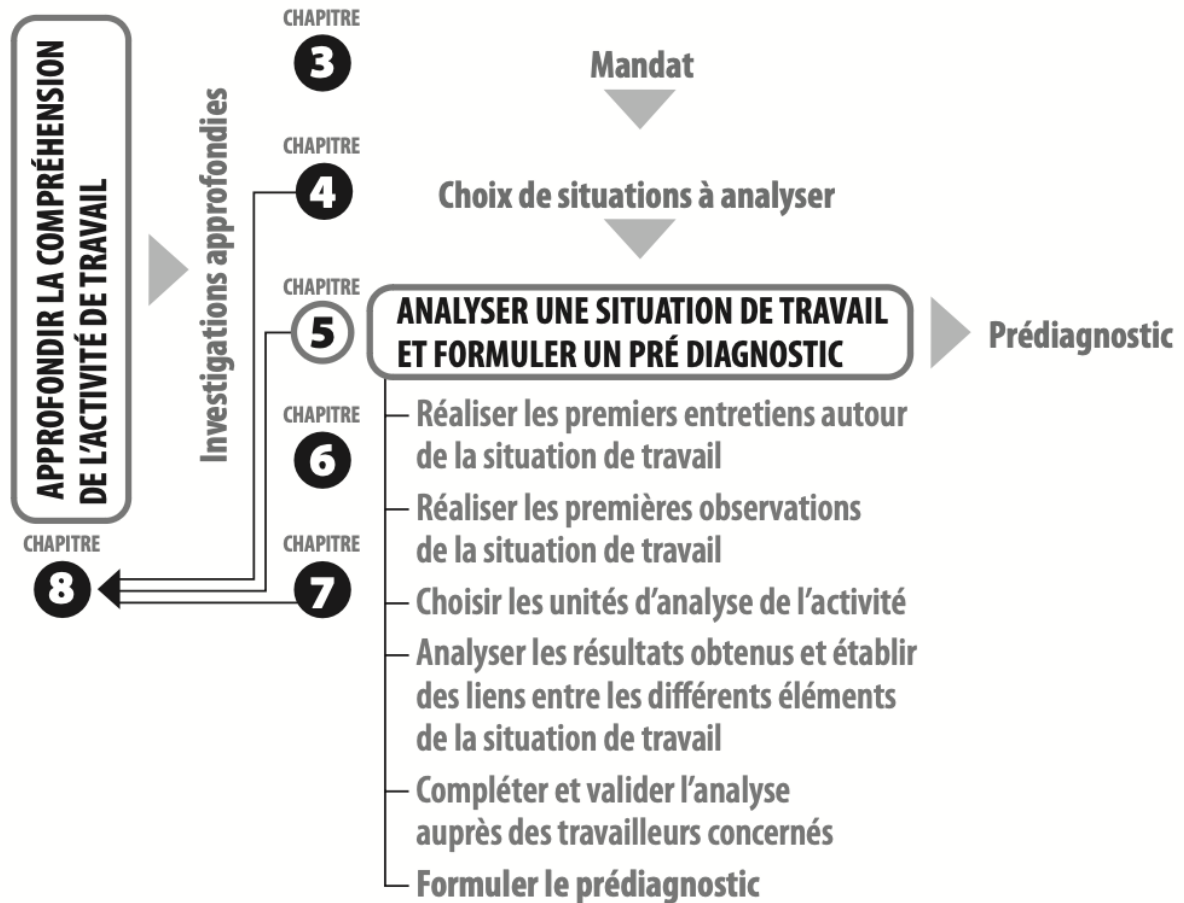 APPROFONDIR LA COMPRÉHENSION
DE L'ACTIVITÉ DE TRAVAIL
Investigations approfondies
CHAPITRE
8
CHAPITRE
3
Mandat
CHAPITRE
4
Choix de situations à analyser
CHAPITRE
5
ANALYSER UNE SITUATION DE TRAVAIL
ET FORMULER UN PRÉ DIAGNOSTIC
Prédiagnostic
CHAPITRE
6
CHAPITRE
7
Réaliser les premiers entretiens autour
de la situation de travail
Réaliser les premières observations
de la situation de travail
Choisir les unités d'analyse de l'activité
Analyser les résultats obtenus et établir
des liens entre les différents éléments
de la situation de travail
Compléter et valider l'analyse
auprès des travailleurs concernés
Formuler le prédiagnostic